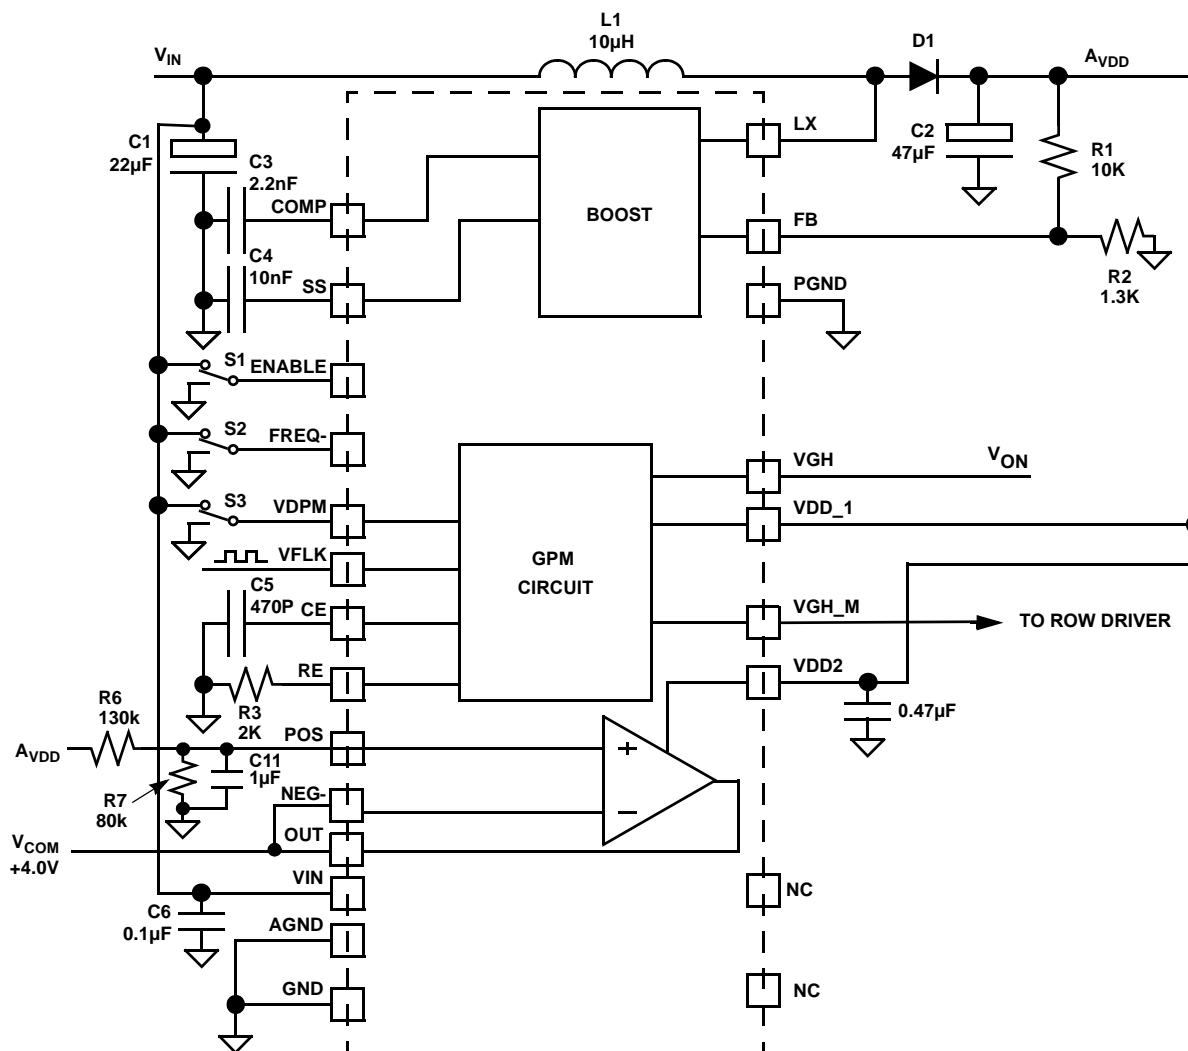 L1
10µH
VIN
D1
AVDD
C1
22µF
C3
2.2nF
COMP
C4
10nF
SS
BOOST
LX
FB
PGND
C2
47µF
R1
10K
R2
1.3K
S1
ENABLE
S2
FREQ-
S3
VDPM
VFLK
C5
470P
CE
RE
R3
2K
GPM
CIRCUIT
VGH
VON
VDD_1
VGH_M
TO ROW DRIVER
VDD2
0.47µF
R6
130k
AVDD
POS
+
C11
1µF
R7
80k
NEG-
−
OUT
VCOM
+4.0V
VIN
NC
C6
0.1µF
AGND
GND
NC